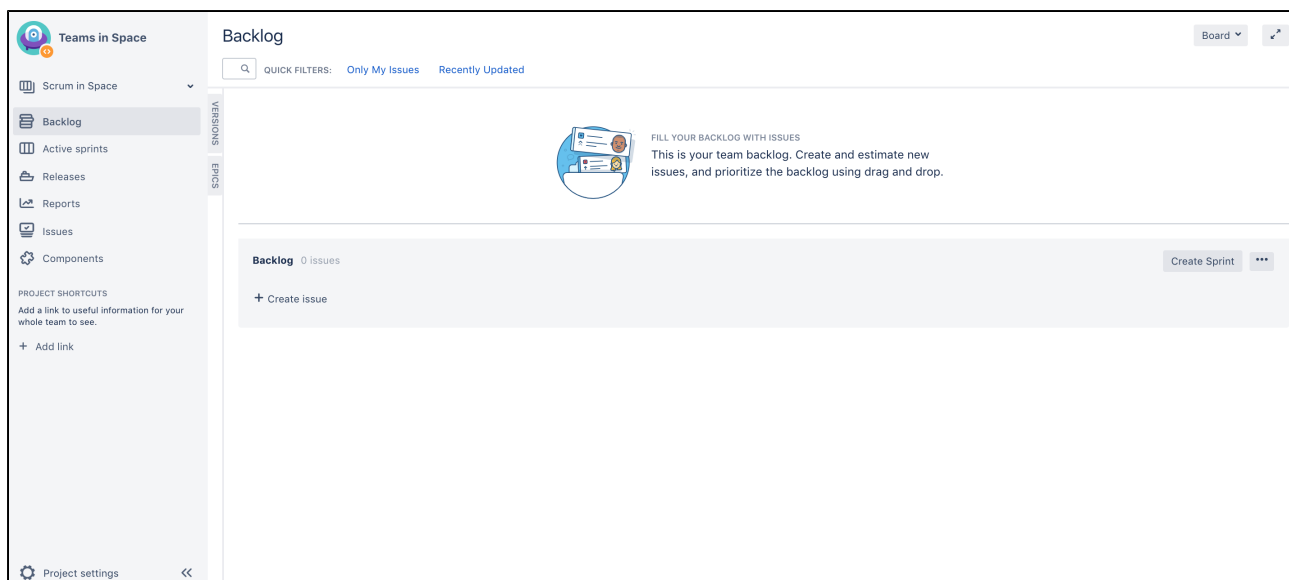 Teams in Space
Scrum in Space
Backlog
Active sprints
Releases
Reports
Issues
Components
PROJECT SHORTCUTS
Add a link to useful information for your
whole team to see.
+ Add link
Project settings
Backlog
Board
QUICK FILTERS: Only My Issues Recently Updated
VERSIONS
EPICS
FILL YOUR BACKLOG WITH ISSUES
This is your team backlog. Create and estimate new
issues, and prioritize the backlog using drag and drop.
Backlog 0 issues
Create Sprint •••
+ Create issue